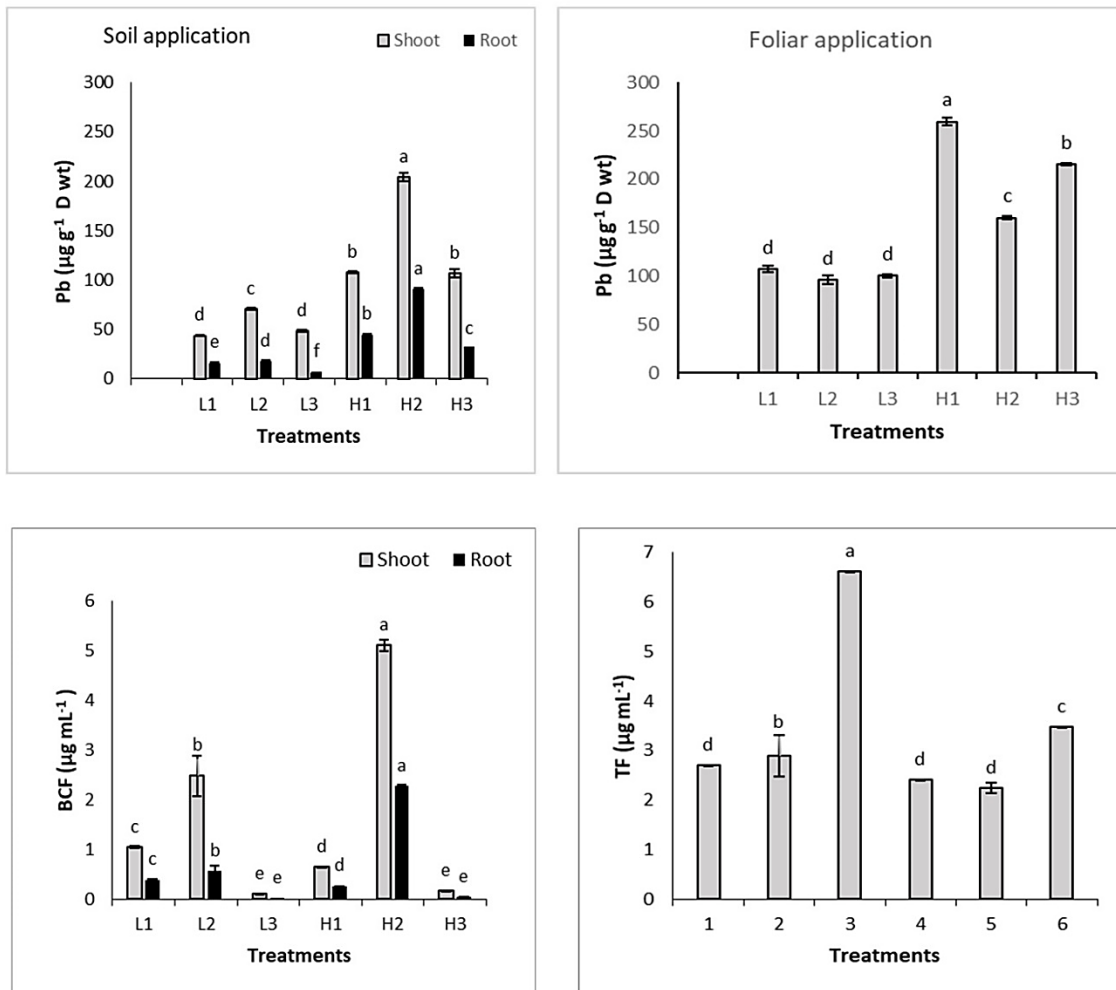 Soil application
Shoot Root
300
250
200
150
100
50
0
Pb (µg g⁻¹ D wt)
d e c d d f b b a a b c
L1 L2 L3 H1 H2 H3
Treatments
Foliar application
300
250
200
150
100
50
0
Pb (µg g⁻¹ D wt)
d d d a c b
L1 L2 L3 H1 H2 H3
Treatments
Shoot Root
6
5
4
3
2
1
0
BCF (µg mL⁻¹ )
c c b b e e d d a a e e
L1 L2 L3 H1 H2 H3
Treatments
7
6
5
4
3
2
1
0
TF (µg mL⁻¹)
d b a d d c
1 2 3 4 5 6
Treatments